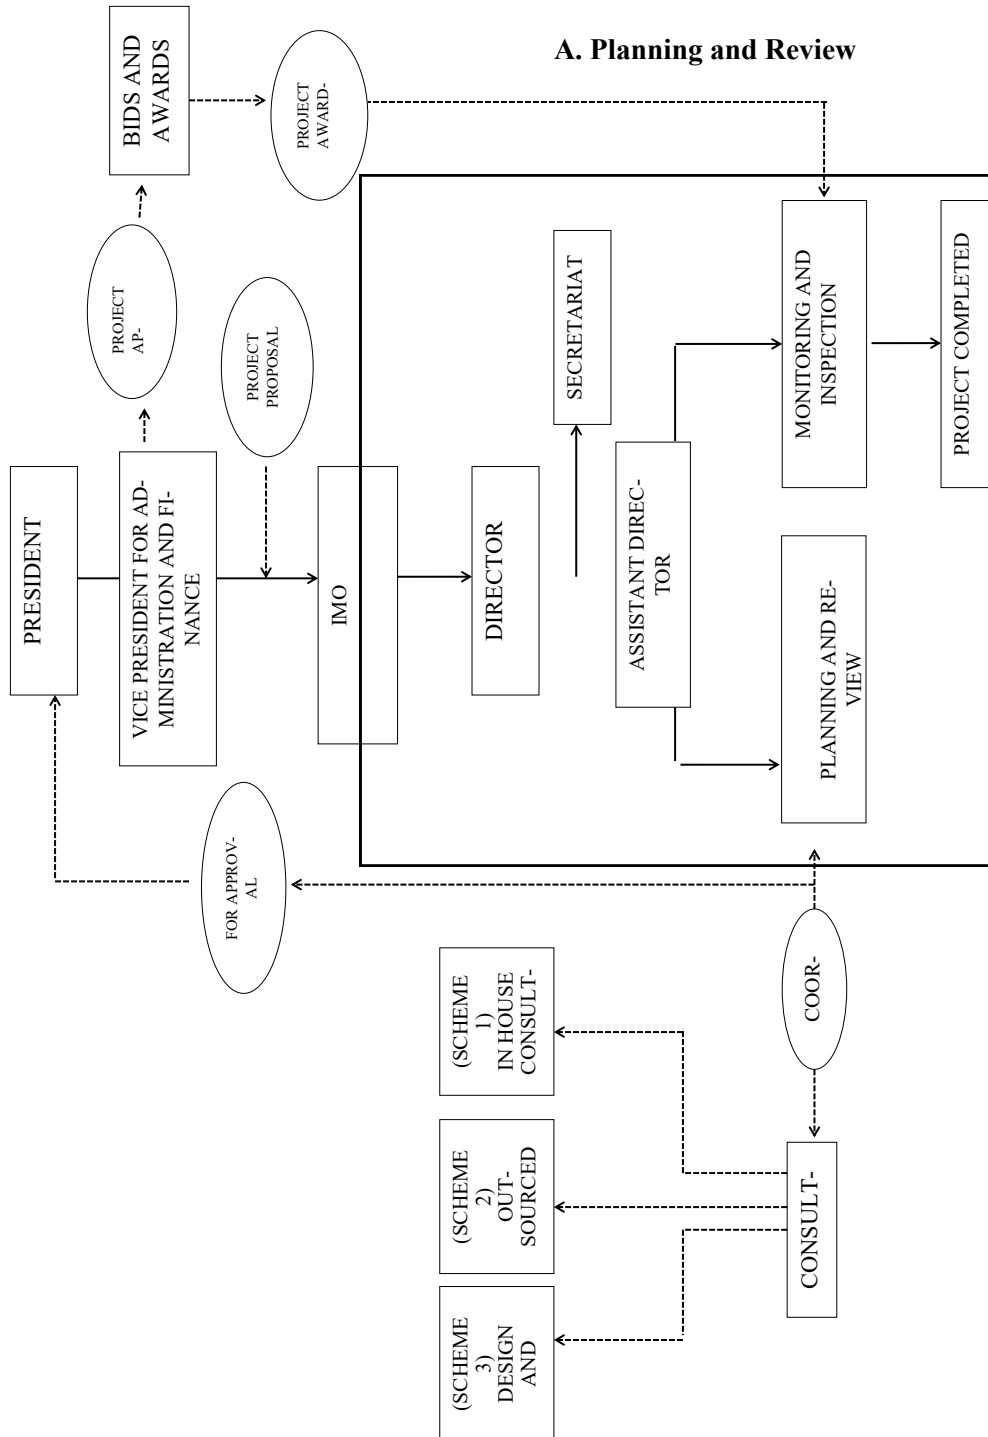 A. Planning and Review
PRESIDENT
VICE PRESIDENT FOR AD-
MINISTRATION AND FI-
NANCE
PROJECT
AP-
BIDS AND
AWARDS
PROJECT
AWARD-
PROJECT
PROPOSAL
FOR APPROV-
AL
IMO
DIRECTOR
SECRETARIAT
ASSISTANT DIREC-
TOR
PLANNING AND RE-
VIEW
MONITORING AND
INSPECTION
PROJECT COMPLETED
COOR-
CONSULT-
(SCHEME
1)
IN HOUSE
CONSULT-
(SCHEME
2)
OUT-
SOURCED
(SCHEME
3)
DESIGN
AND